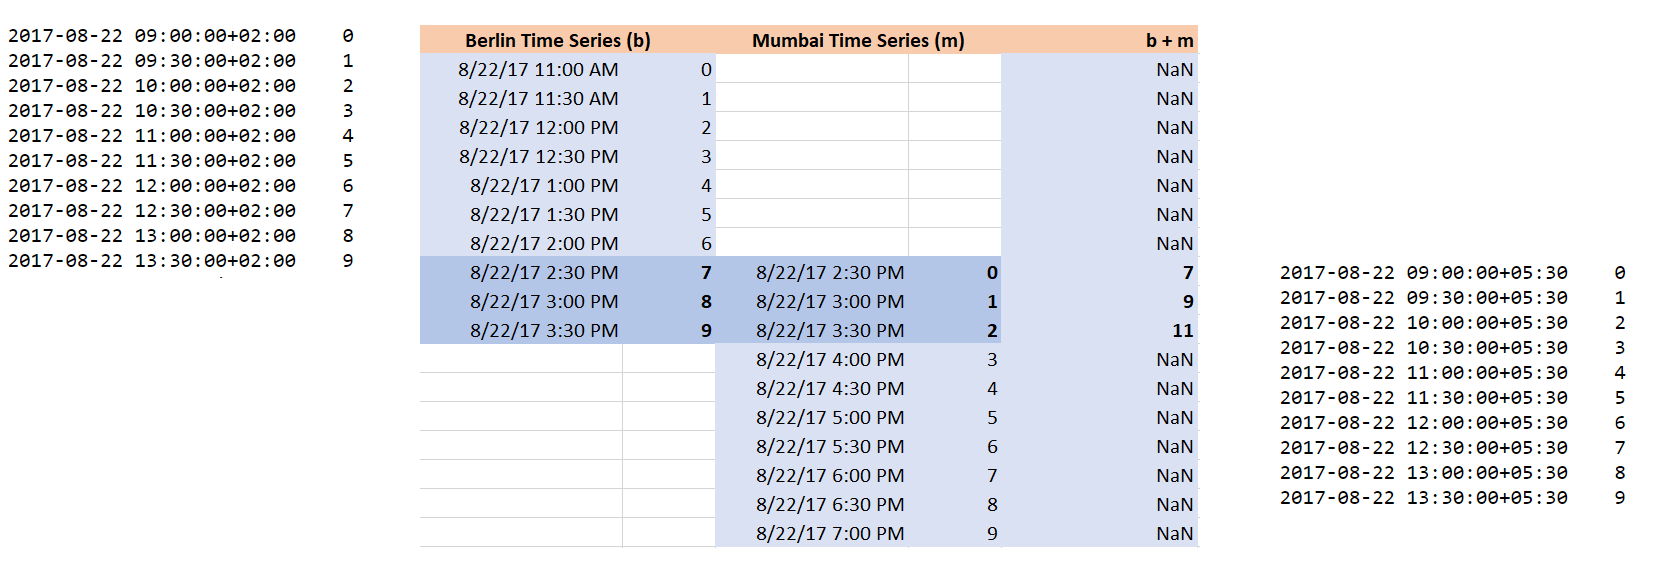 2017-08-22 09:00:00+02:00 0
2017-08-22 09:30:00+02:00 1
2017-08-22 10:00:00+02:00 2
2017-08-22 10:30:00+02:00 3
2017-08-22 11:00:00+02:00 4
2017-08-22 11:30:00+02:00 5
2017-08-22 12:00:00+02:00 6
2017-08-22 12:30:00+02:00 7
2017-08-22 13:00:00+02:00 8
2017-08-22 13:30:00+02:00 9
Berlin Time Series (b) Mumbai Time Series (m) b + m
8/22/17 11:00 AM 0 NaN
8/22/17 11:30 AM 1 NaN
8/22/17 12:00 PM 2 NaN
8/22/17 12:30 PM 3 NaN
8/22/17 1:00 PM 4 NaN
8/22/17 1:30 PM 5 NaN
8/22/17 2:00 PM 6 NaN
8/22/17 2:30 PM 7 8/22/17 2:30 PM 0 7
8/22/17 3:00 PM 8 8/22/17 3:00 PM 1 9
8/22/17 3:30 PM 9 8/22/17 3:30 PM 2 11
8/22/17 4:00 PM 3 NaN
8/22/17 4:30 PM 4 NaN
8/22/17 5:00 PM 5 NaN
8/22/17 5:30 PM 6 NaN
8/22/17 6:00 PM 7 NaN
8/22/17 6:30 PM 8 NaN
8/22/17 7:00 PM 9 NaN
2017-08-22 09:00:00+05:30 0
2017-08-22 09:30:00+05:30 1
2017-08-22 10:00:00+05:30 2
2017-08-22 10:30:00+05:30 3
2017-08-22 11:00:00+05:30 4
2017-08-22 11:30:00+05:30 5
2017-08-22 12:00:00+05:30 6
2017-08-22 12:30:00+05:30 7
2017-08-22 13:00:00+05:30 8
2017-08-22 13:30:00+05:30 9